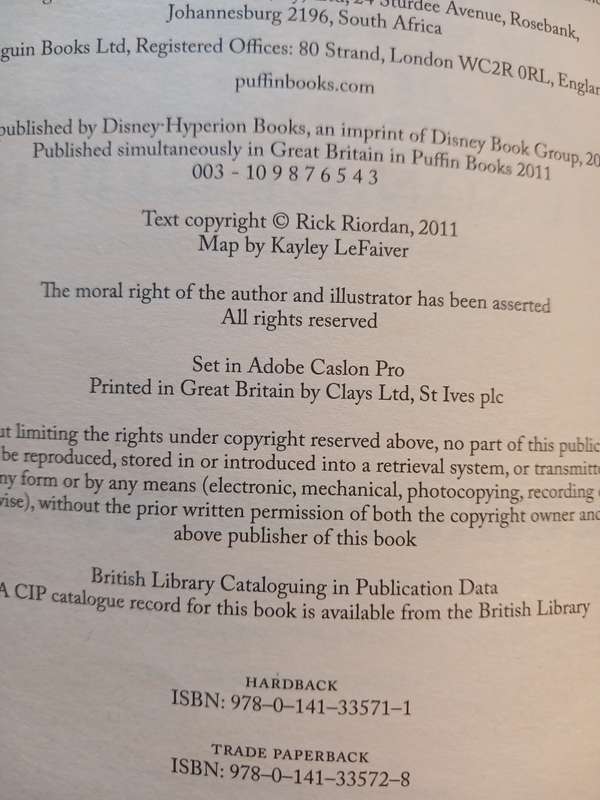 24 Sturdee Avenue, Rosebank,
Johannesburg 2196, South Africa
guin Books Ltd, Registered Offices: 80 Strand, London WC2R 0RL, Englan
puffinbooks.com
published by Disney·Hyperion Books, an imprint of Disney Book Group, 20
Published simultaneously in Great Britain in Puffin Books 2011
003 – 10 9 8 7 6 5 4 3
Text copyright © Rick Riordan, 2011
Map by Kayley LeFaiver
The moral right of the author and illustrator has been asserted
All rights reserved
Set in Adobe Caslon Pro
Printed in Great Britain by Clays Ltd, St Ives plc
ut limiting the rights under copyright reserved above, no part of this public
be reproduced, stored in or introduced into a retrieval system, or transmitte
ny form or by any means (electronic, mechanical, photocopying, recording
wise), without the prior written permission of both the copyright owner and
above publisher of this book
British Library Cataloguing in Publication Data
A CIP catalogue record for this book is available from the British Library
HARDBACK
ISBN: 978–0–141–33571–1
TRADE PAPERBACK
ISBN: 978–0–141–33572–8